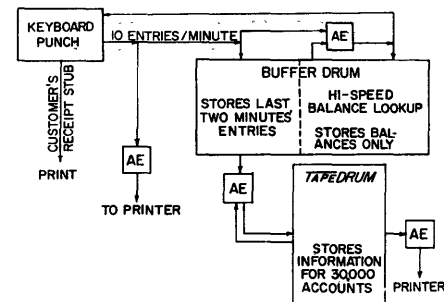 KEYBOARD
PUNCH
10 ENTRIES/MINUTE
AE
CUSTOMER'S
RECEIPT STUB
BUFFER DRUM
STORES LAST
TWO MINUTES'
ENTRIES
HI-SPEED
BALANCE LOOKUP
STORES BAL-
ANCES ONLY
AE
PRINT
TO PRINTER
AE
TAPEDRUM
STORES
INFORMATION
FOR 30,000
ACCOUNTS
AE
PRINTER